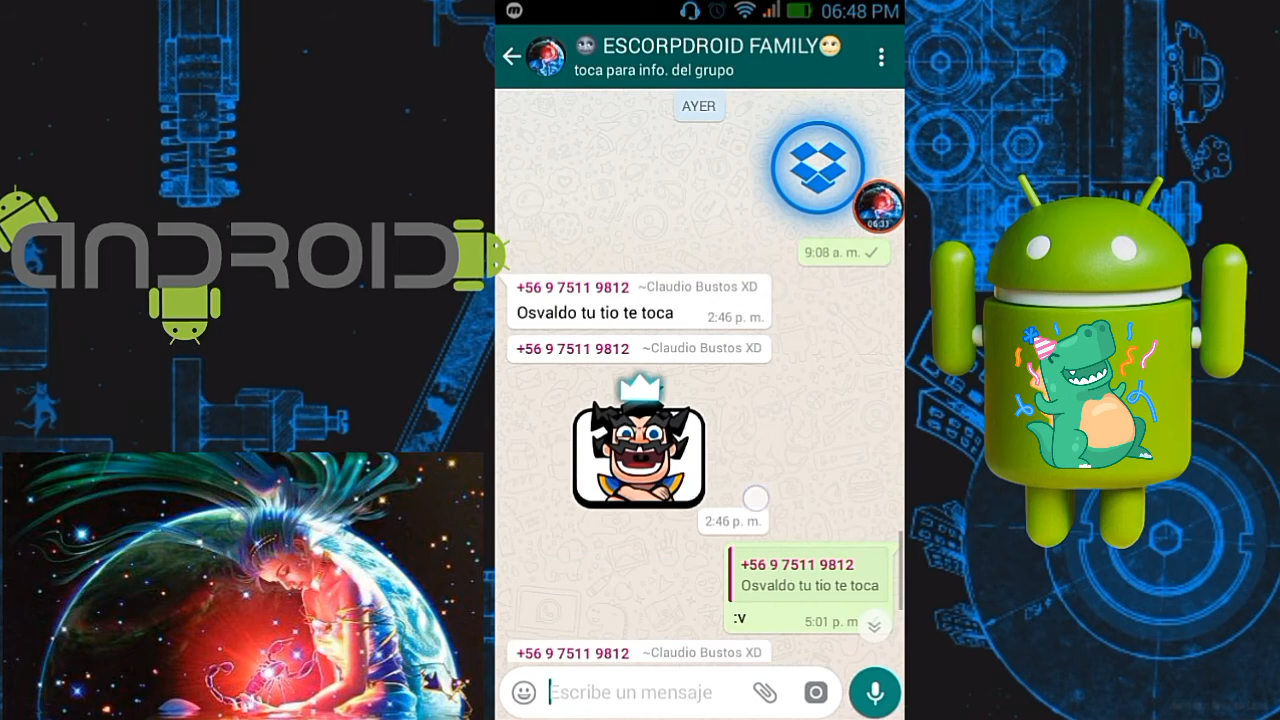 06:48 PM
ESCORPDROID FAMILY
toca para info. del grupo
AYER
06:33
9:08 a. m.
+56 9 7511 9812 ~Claudio Bustos XD
Osvaldo tu tio te toca 2:46 p. m.
+56 9 7511 9812 ~Claudio Bustos XD
2:46 p. m.
+56 9 7511 9812
Osvaldo tu tio te toca
:v 5:01 p. m
+56 9 7511 9812 ~Claudio Bustos XD
Escribe un mensaje
ANDROID